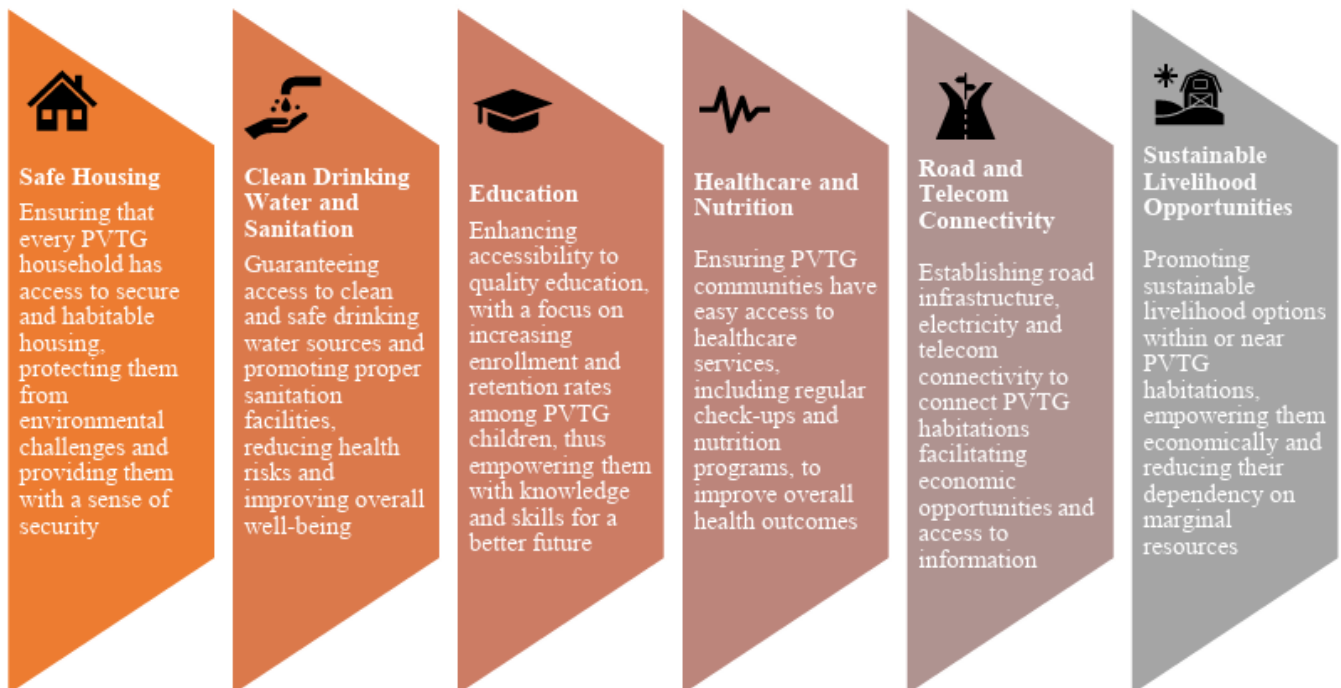 Safe Housing
Ensuring that
every PVTG
household has
access to secure
and habitable
housing,
protecting them
from
environmental
challenges and
providing them
with a sense of
security
Clean Drinking
Water and
Sanitation
Guaranteeing
access to clean
and safe drinking
water sources and
promoting proper
sanitation
facilities,
reducing health
risks and
improving overall
well-being
Education
Enhancing
accessibility to
quality education,
with a focus on
increasing
enrollment and
retention rates
among PVTG
children, thus
empowering them
with knowledge
and skills for a
better future
Healthcare and
Nutrition
Ensuring PVTG
communities have
easy access to
healthcare
services,
including regular
check-ups and
nutrition
programs, to
improve overall
health outcomes
Road and
Telecom
Connectivity
Establishing road
infrastructure,
electricity and
telecom
connectivity to
connect PVTG
habitations
facilitating
economic
opportunities and
access to
information
Sustainable
Livelihood
Opportunities
Promoting
sustainable
livelihood options
within or near
PVTG
habitations,
empowering them
economically and
reducing their
dependency on
marginal
resources